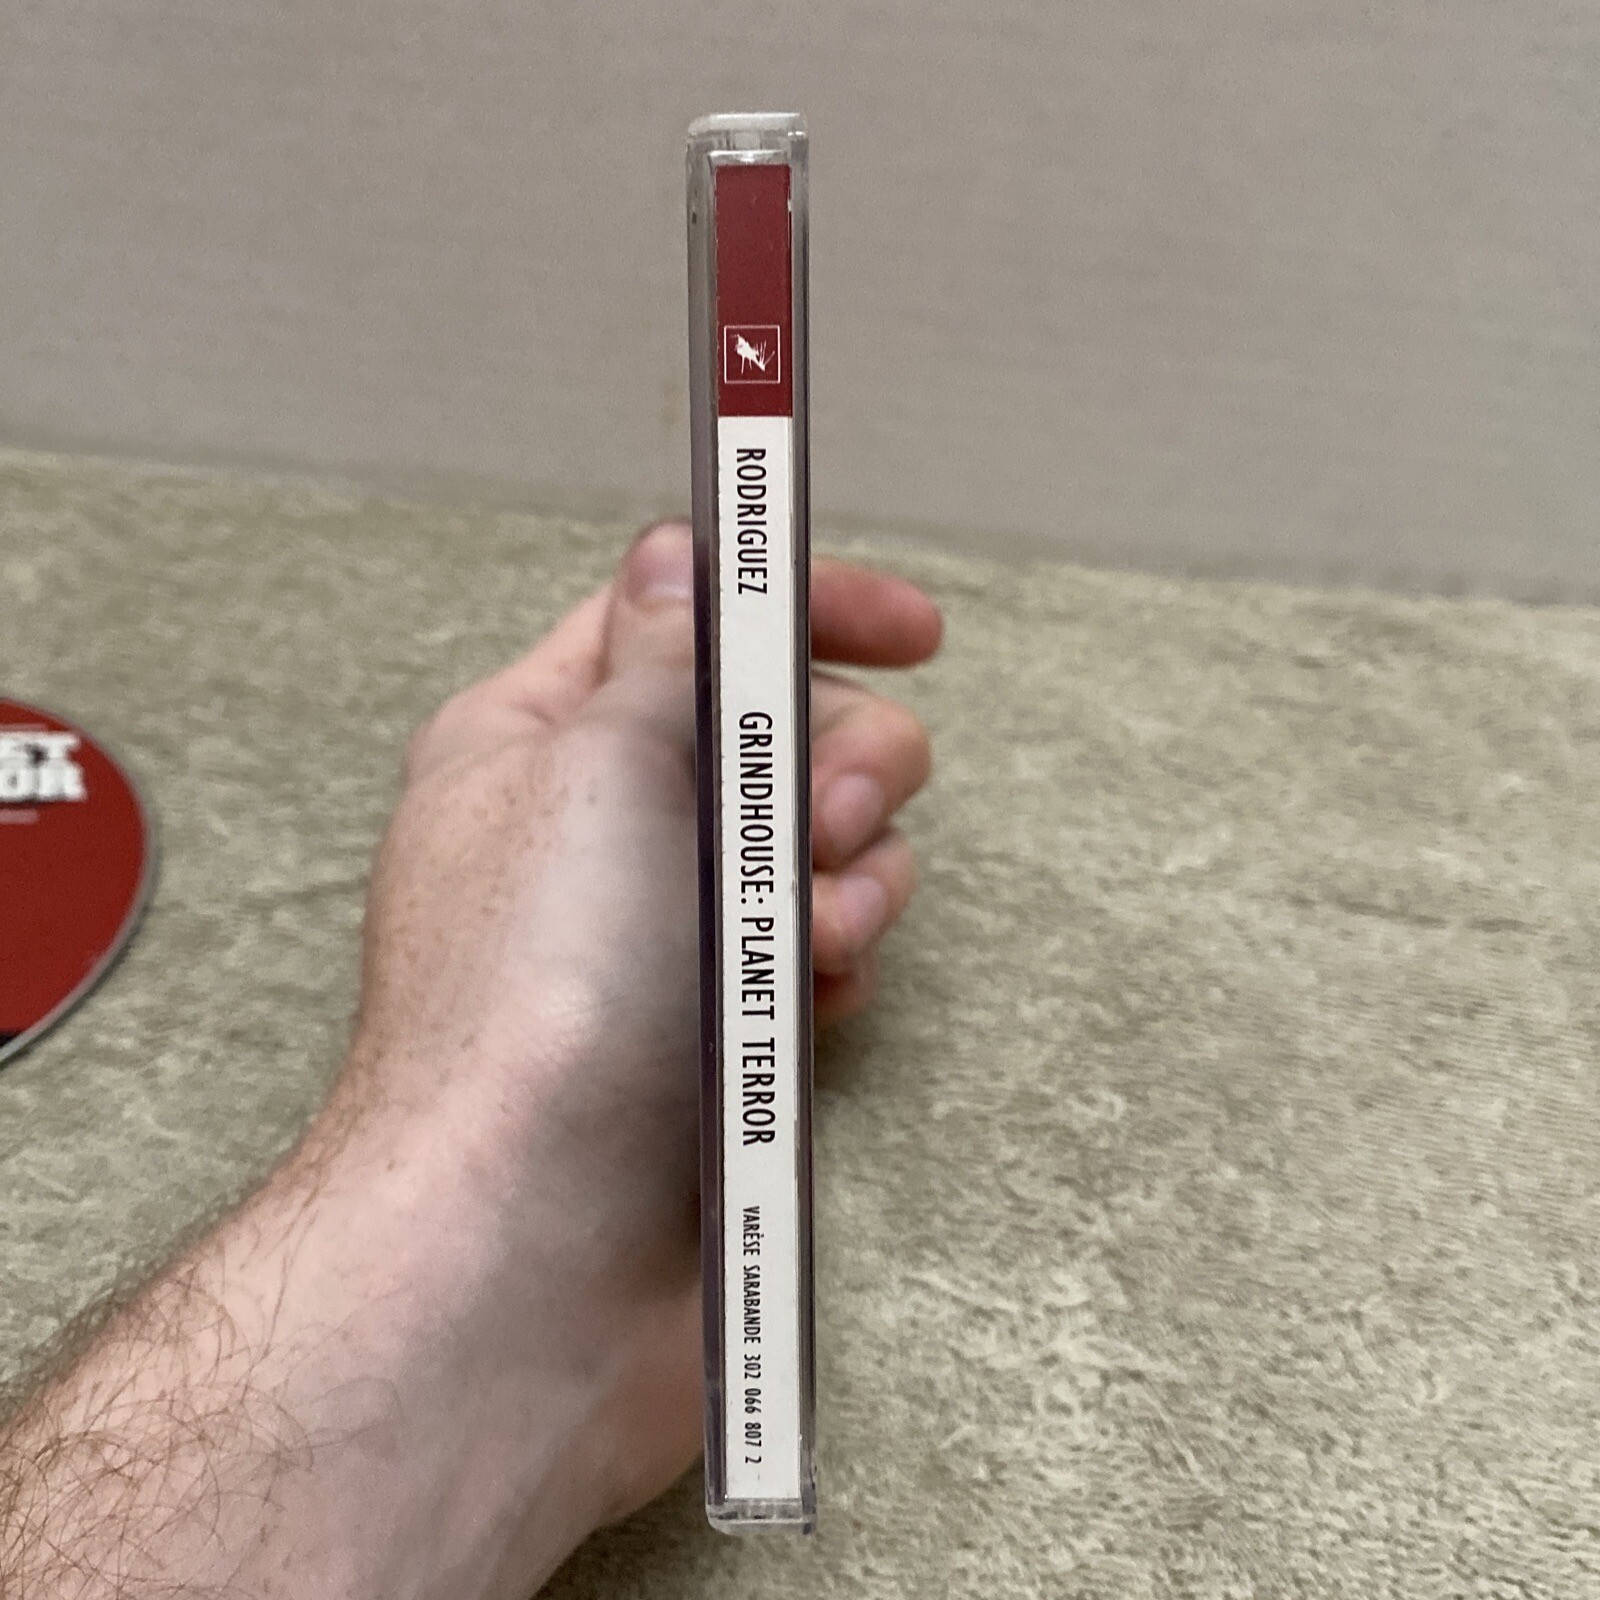 RODRIGUEZ
GRINDHOUSE: PLANET TERROR
VARÈSE SARABANDE 302 066 807 2